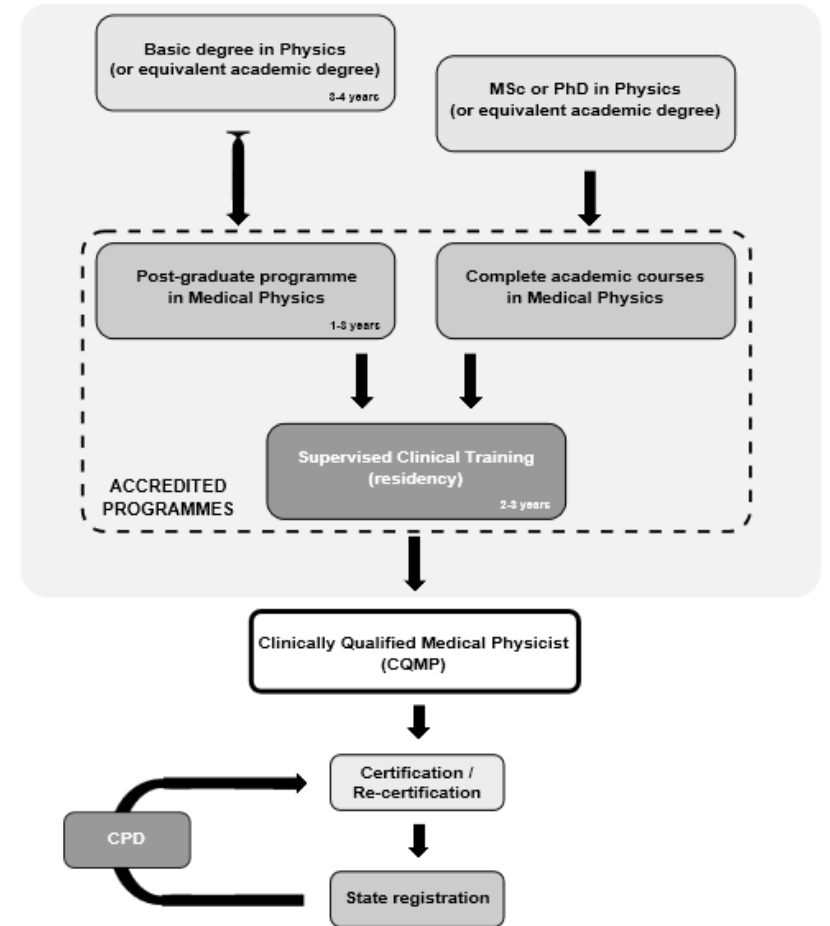 Basic degree in Physics
(or equivalent academic degree)
3-4 years
MSc or PhD in Physics
(or equivalent academic degree)
Post-graduate programme
in Medical Physics
1-3 years
Complete academic courses
in Medical Physics
Supervised Clinical Training
(residency)
2-3 years
ACCREDITED
PROGRAMMES
Clinically Qualified Medical Physicist
(CQMP)
Certification /
Re-certification
CPD
State registration